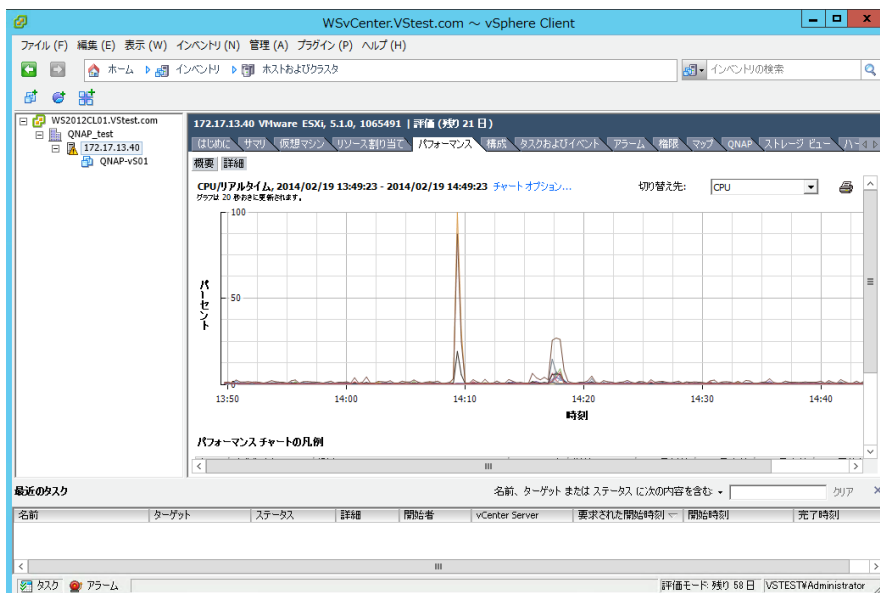 WSvCenter.VStest.com ～ vSphere Client
ファイル (F) 編集 (E) 表示 (W) インベントリ (N) 管理 (A) プラグイン (P) ヘルプ (H)
ホーム インベントリ ホストおよびクラスタ インベントリの検索
WS2012CL01.VStest.com
QNAP_test
172.17.13.40
QNAP-vS01
172.17.13.40 VMware ESXi, 5.1.0, 1065491 | 評価 (残り 21 日)
はじめに サマリ 仮想マシン リソース割り当て パフォーマンス 構成 タスクおよびイベント アラーム 権限 マップ QNAP ストレージ ビュー ハー
概要 詳細
CPU/リアルタイム, 2014/02/19 13:49:23 - 2014/02/19 14:49:23 チャート オプション... 切り替え先: CPU
グラフは 20 秒おきに更新されます。
100
パーセント
50
0
13:50 14:00 14:10 14:20 14:30 14:40
時刻
パフォーマンス チャートの凡例
最近のタスク 名前、ターゲット または ステータス に次の内容を含む: クリア
名前 ターゲット ステータス 詳細 開始者 vCenter Server 要求された開始時刻 開始時刻 完了時刻
タスク アラーム 評価モード: 残り 58 日 VSTEST¥Administrator